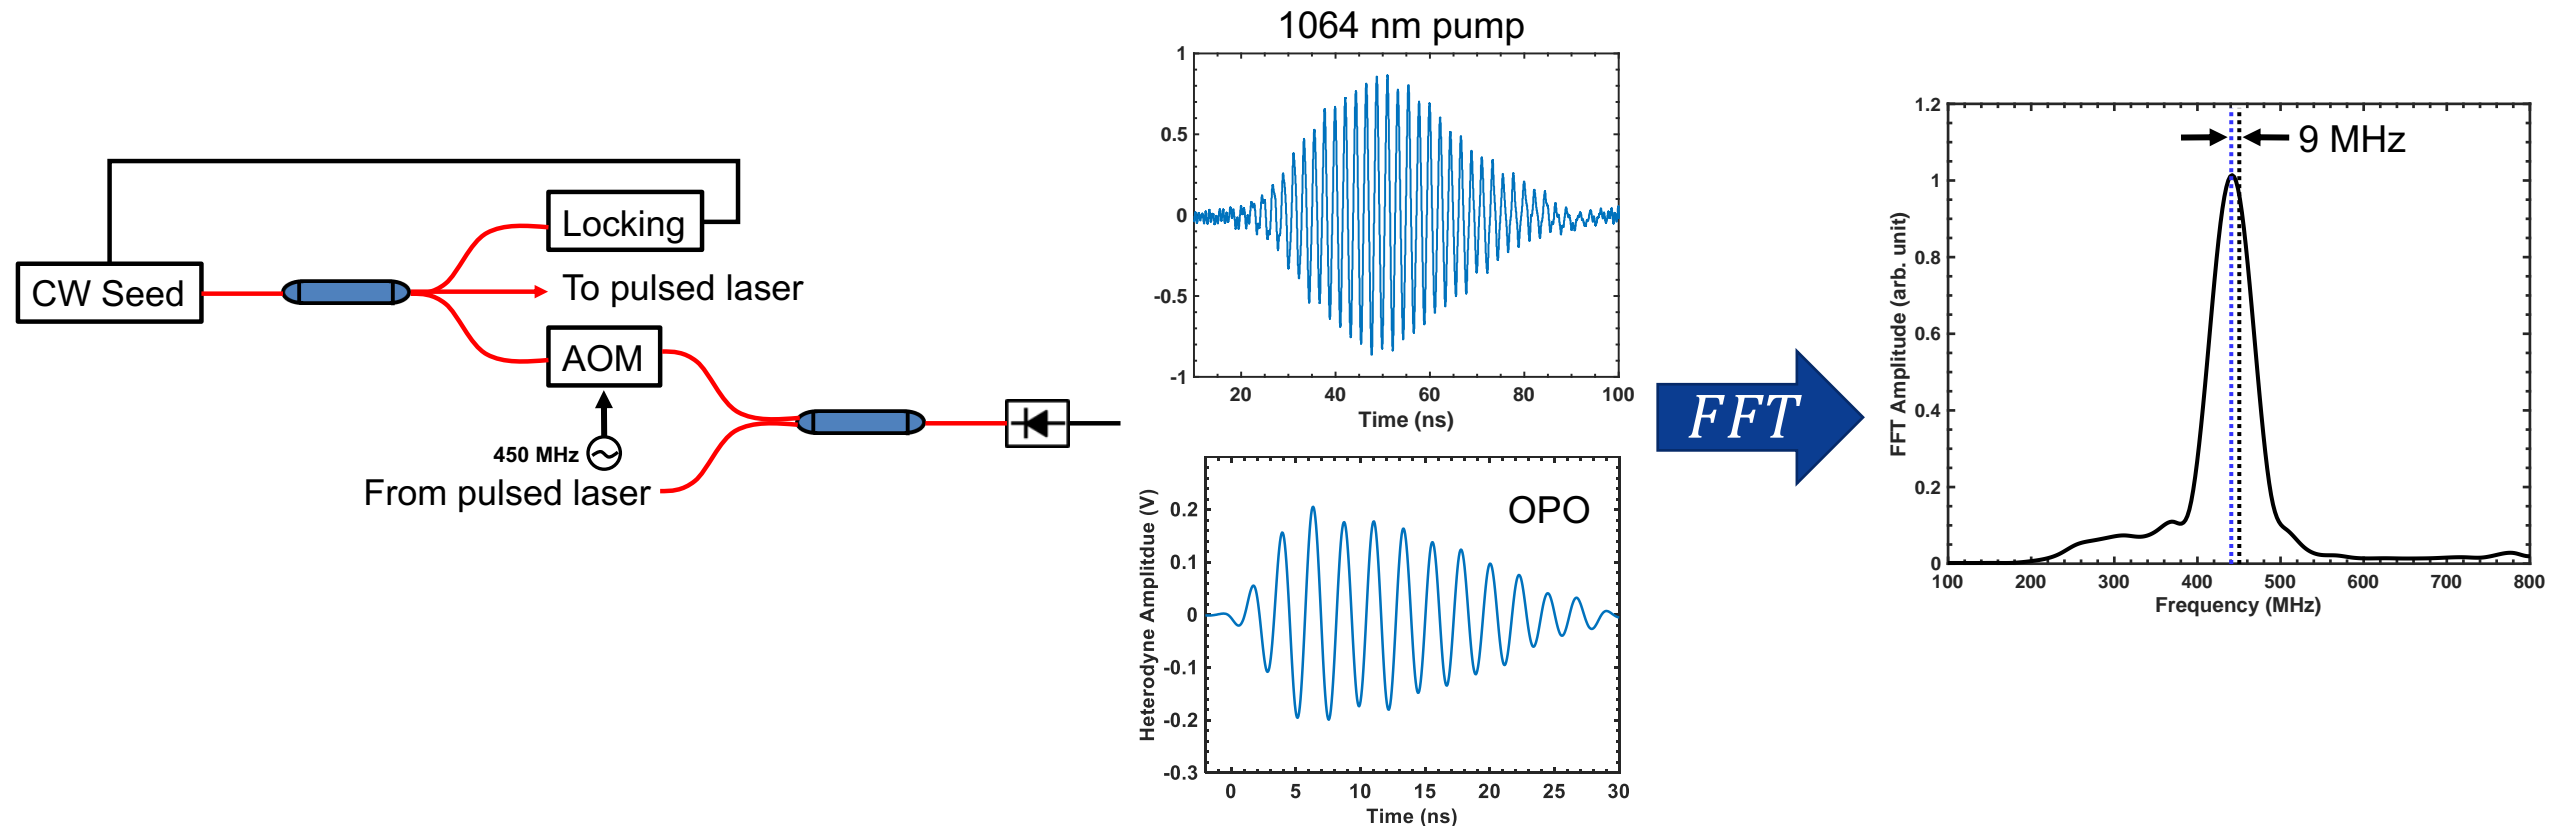 CW Seed
Locking
To pulsed laser
AOM
450 MHz
From pulsed laser
1064 nm pump
1
0.5
0
-0.5
-1
20 40 60 80 100
Time (ns)
OPO
Heterodyne Amplitdue (V)
0.2
0.1
0
-0.1
-0.2
-0.3
0 5 10 15 20 25 30
Time (ns)
FFT
9 MHz
FFT Amplitude (arb. unit)
1.2
1
0.8
0.6
0.4
0.2
0
100 200 300 400 500 600 700 800
Frequency (MHz)